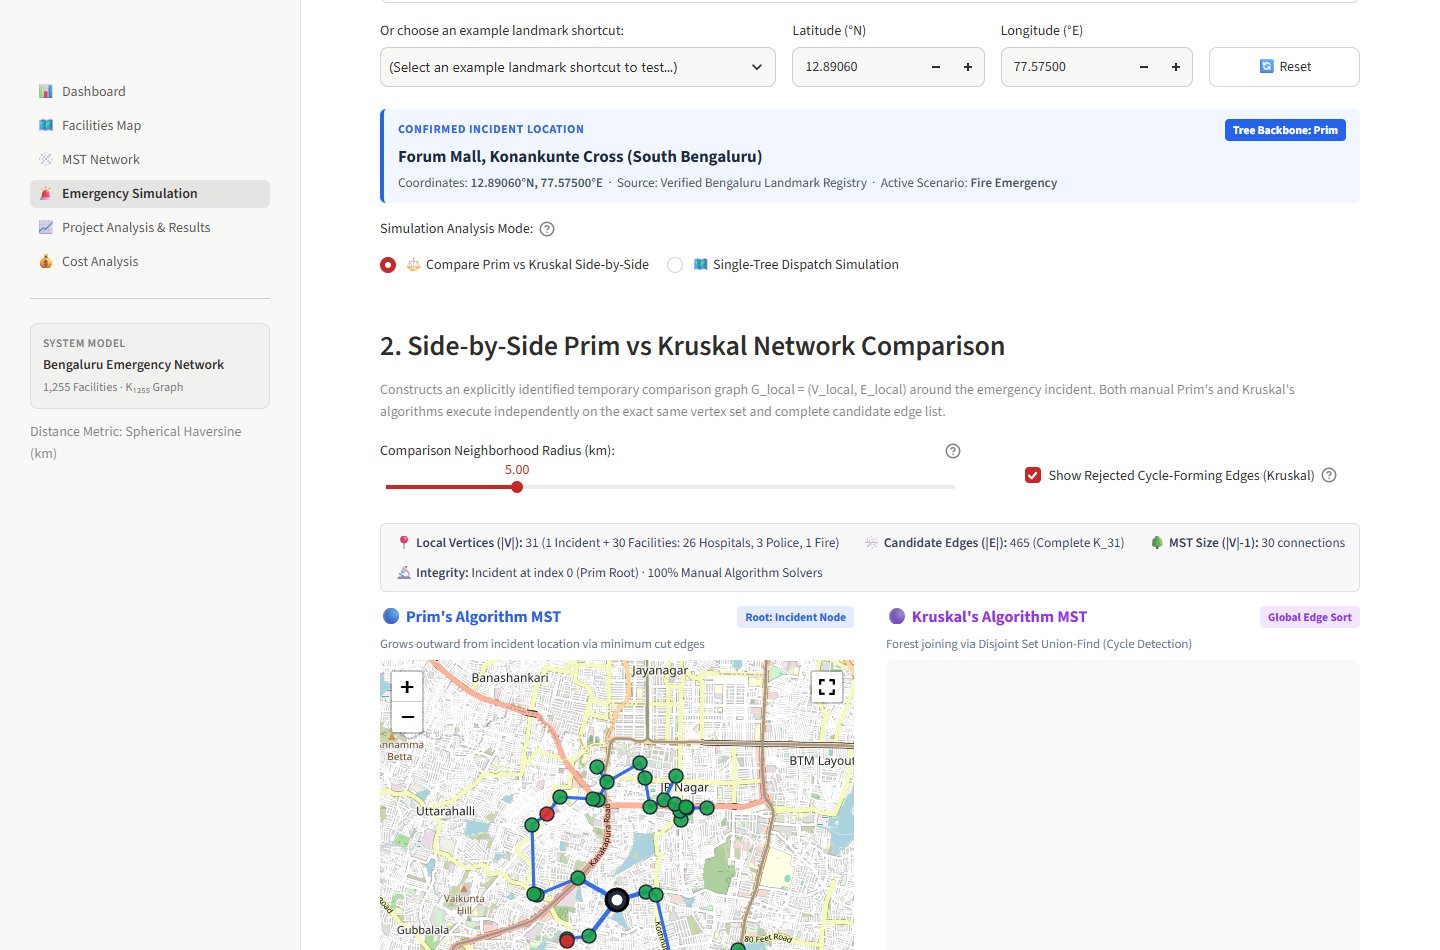 Or choose an example landmark shortcut:
Latitude (°N)
Longitude (°E)
(Select an example landmark shortcut to test...)
12.89060
77.57500
Reset
Dashboard
Facilities Map
MST Network
Emergency Simulation
Project Analysis & Results
Cost Analysis
SYSTEM MODEL
Bengaluru Emergency Network
1,255 Facilities · K₁₂₅₅ Graph
Distance Metric: Spherical Haversine
(km)
CONFIRMED INCIDENT LOCATION
Tree Backbone: Prim
Forum Mall, Konankunte Cross (South Bengaluru)
Coordinates: 12.89060°N, 77.57500°E · Source: Verified Bengaluru Landmark Registry · Active Scenario: Fire Emergency
Simulation Analysis Mode:
Compare Prim vs Kruskal Side-by-Side
Single-Tree Dispatch Simulation
2. Side-by-Side Prim vs Kruskal Network Comparison
Constructs an explicitly identified temporary comparison graph G_local = (V_local, E_local) around the emergency incident. Both manual Prim's and Kruskal's
algorithms execute independently on the exact same vertex set and complete candidate edge list.
Comparison Neighborhood Radius (km):
5.00
Show Rejected Cycle-Forming Edges (Kruskal)
Local Vertices (|V|): 31 (1 Incident + 30 Facilities: 26 Hospitals, 3 Police, 1 Fire)
Candidate Edges (|E|): 465 (Complete K_31)
MST Size (|V|-1): 30 connections
Integrity: Incident at index 0 (Prim Root) · 100% Manual Algorithm Solvers
Prim's Algorithm MST
Root: Incident Node
Grows outward from incident location via minimum cut edges
Kruskal's Algorithm MST
Global Edge Sort
Forest joining via Disjoint Set Union-Find (Cycle Detection)
+
−
Banashankari
Jayanagar
nnamma
Betta
BTM Layout
JP Nagar
Uttarahalli
Kanakapura Road
Vaikunta
Hill
Gubbalala
80 Feet Road